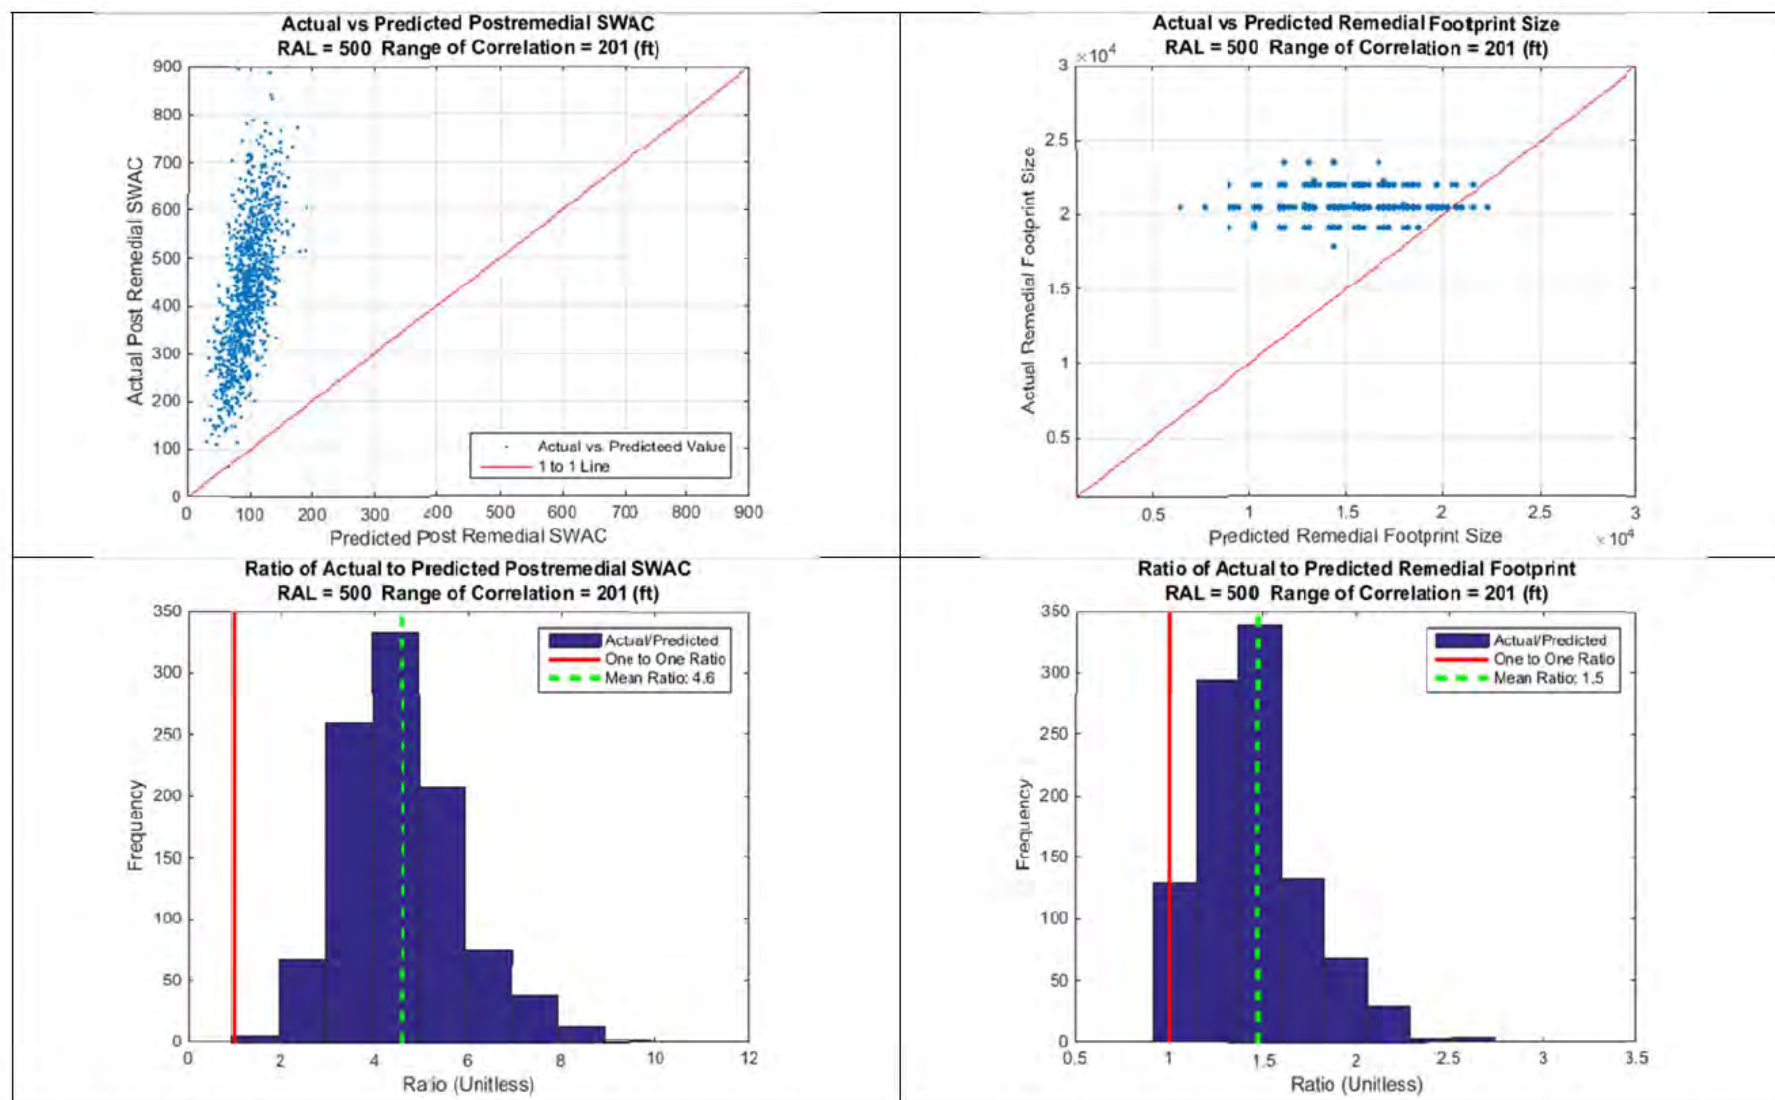 Actual vs Predicted Postremedial SWAC
RAL = 500 Range of Correlation = 201 (ft)
900
800
700
600
500
400
300
200
100
0
Actual Post Remedial SWAC
Actual vs. Predicteed Value
1 to 1 Line
0 100 200 300 400 500 600 700 800 900
Predicted Post Remedial SWAC
Actual vs Predicted Remedial Footprint Size
RAL = 500 Range of Correlation = 201 (ft)
×10⁴
3
2.5
2
1.5
1
0.5
Actual Remedial Footprint Size
0.5 1 1.5 2 2.5 3
Predicted Remedial Footprint Size ×10⁴
Ratio of Actual to Predicted Postremedial SWAC
RAL = 500 Range of Correlation = 201 (ft)
350
300
250
200
150
100
50
0
Frequency
Actual/Predicted
One to One Ratio
Mean Ratio: 4.6
0 2 4 6 8 10 12
Ratio (Unitless)
Ratio of Actual to Predicted Remedial Footprint
RAL = 500 Range of Correlation = 201 (ft)
350
300
250
200
150
100
50
0
Frequency
Actual/Predicted
One to One Ratio
Mean Ratio: 1.5
0.5 1 1.5 2 2.5 3 3.5
Ratio (Unitless)